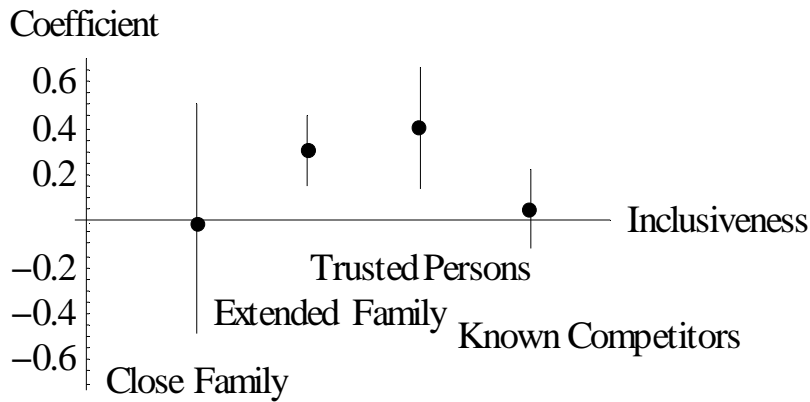 Coefficient
0.6
0.4
0.2
Inclusiveness
−0.2
Trusted Persons
−0.4
Extended Family
Known Competitors
−0.6
Close Family